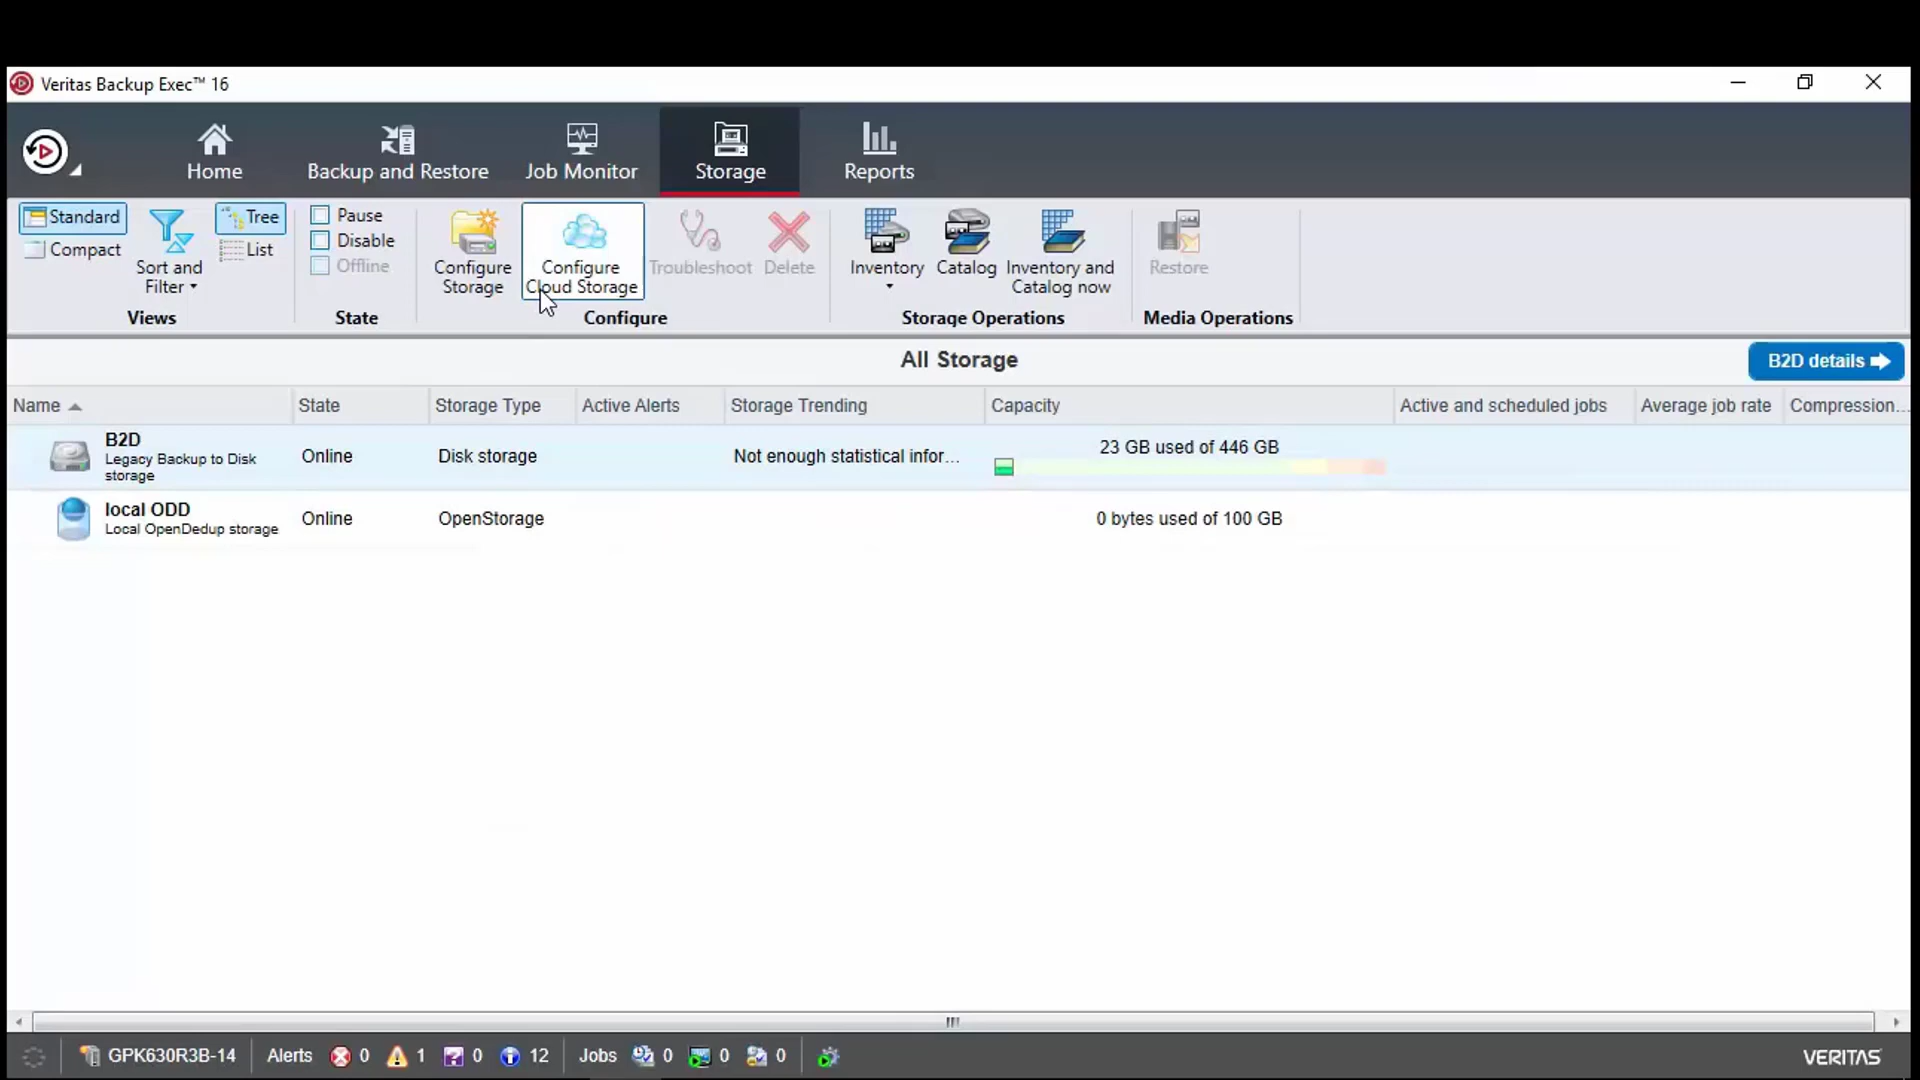 Veritas Backup Exec™ 16
Home
Backup and Restore
Job Monitor
Storage
Reports
Standard
Compact
Sort and
Filter
Tree
List
Views
Pause
Disable
Offline
State
Configure
Storage
Configure
Cloud Storage
Troubleshoot
Delete
Configure
Inventory
Catalog
Inventory and
Catalog now
Storage Operations
Restore
Media Operations
All Storage
B2D details
Name
State
Storage Type
Active Alerts
Storage Trending
Capacity
Active and scheduled jobs
Average job rate
Compression...
B2D
Legacy Backup to Disk
storage
Online
Disk storage
Not enough statistical infor...
23 GB used of 446 GB
local ODD
Local OpenDedup storage
Online
OpenStorage
0 bytes used of 100 GB
GPK630R3B-14
Alerts
0
1
0
12
Jobs
0
0
0
VERITAS